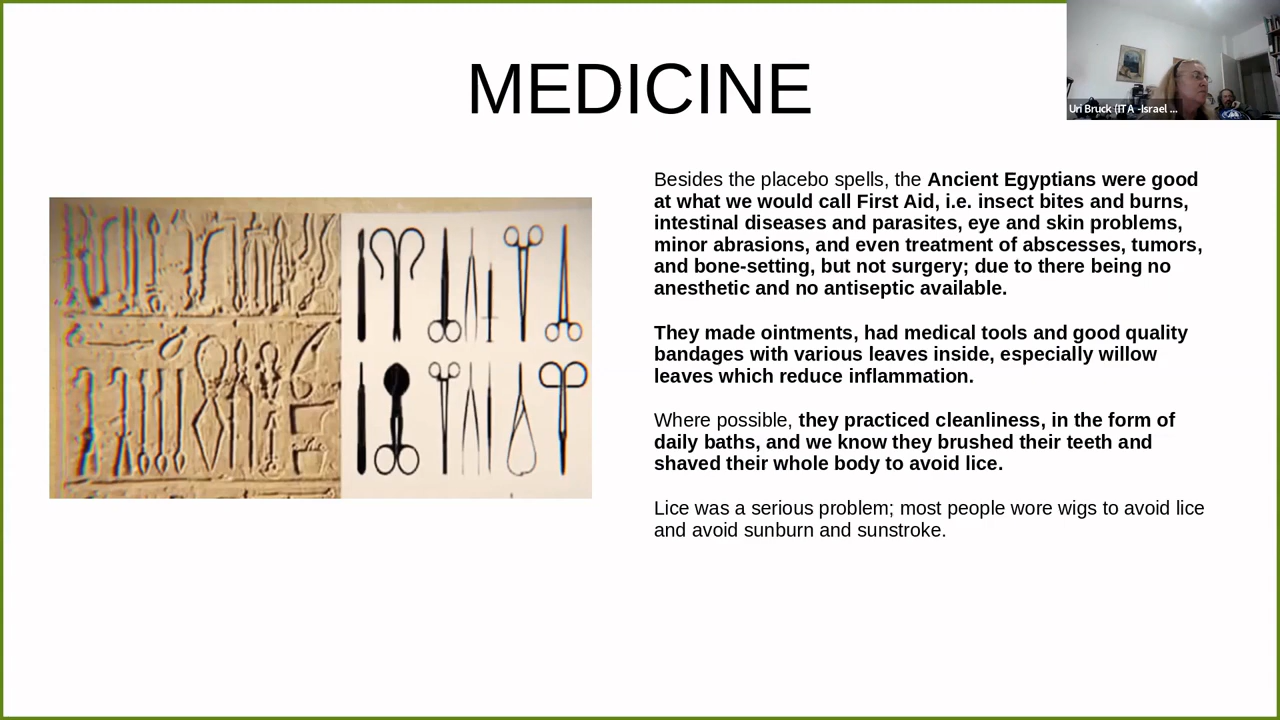 MEDICINE
Uri Bruck (ITA -Israel ...
Besides the placebo spells, the Ancient Egyptians were good
at what we would call First Aid, i.e. insect bites and burns,
intestinal diseases and parasites, eye and skin problems,
minor abrasions, and even treatment of abscesses, tumors,
and bone-setting, but not surgery; due to there being no
anesthetic and no antiseptic available.
They made ointments, had medical tools and good quality
bandages with various leaves inside, especially willow
leaves which reduce inflammation.
Where possible, they practiced cleanliness, in the form of
daily baths, and we know they brushed their teeth and
shaved their whole body to avoid lice.
Lice was a serious problem; most people wore wigs to avoid lice
and avoid sunburn and sunstroke.